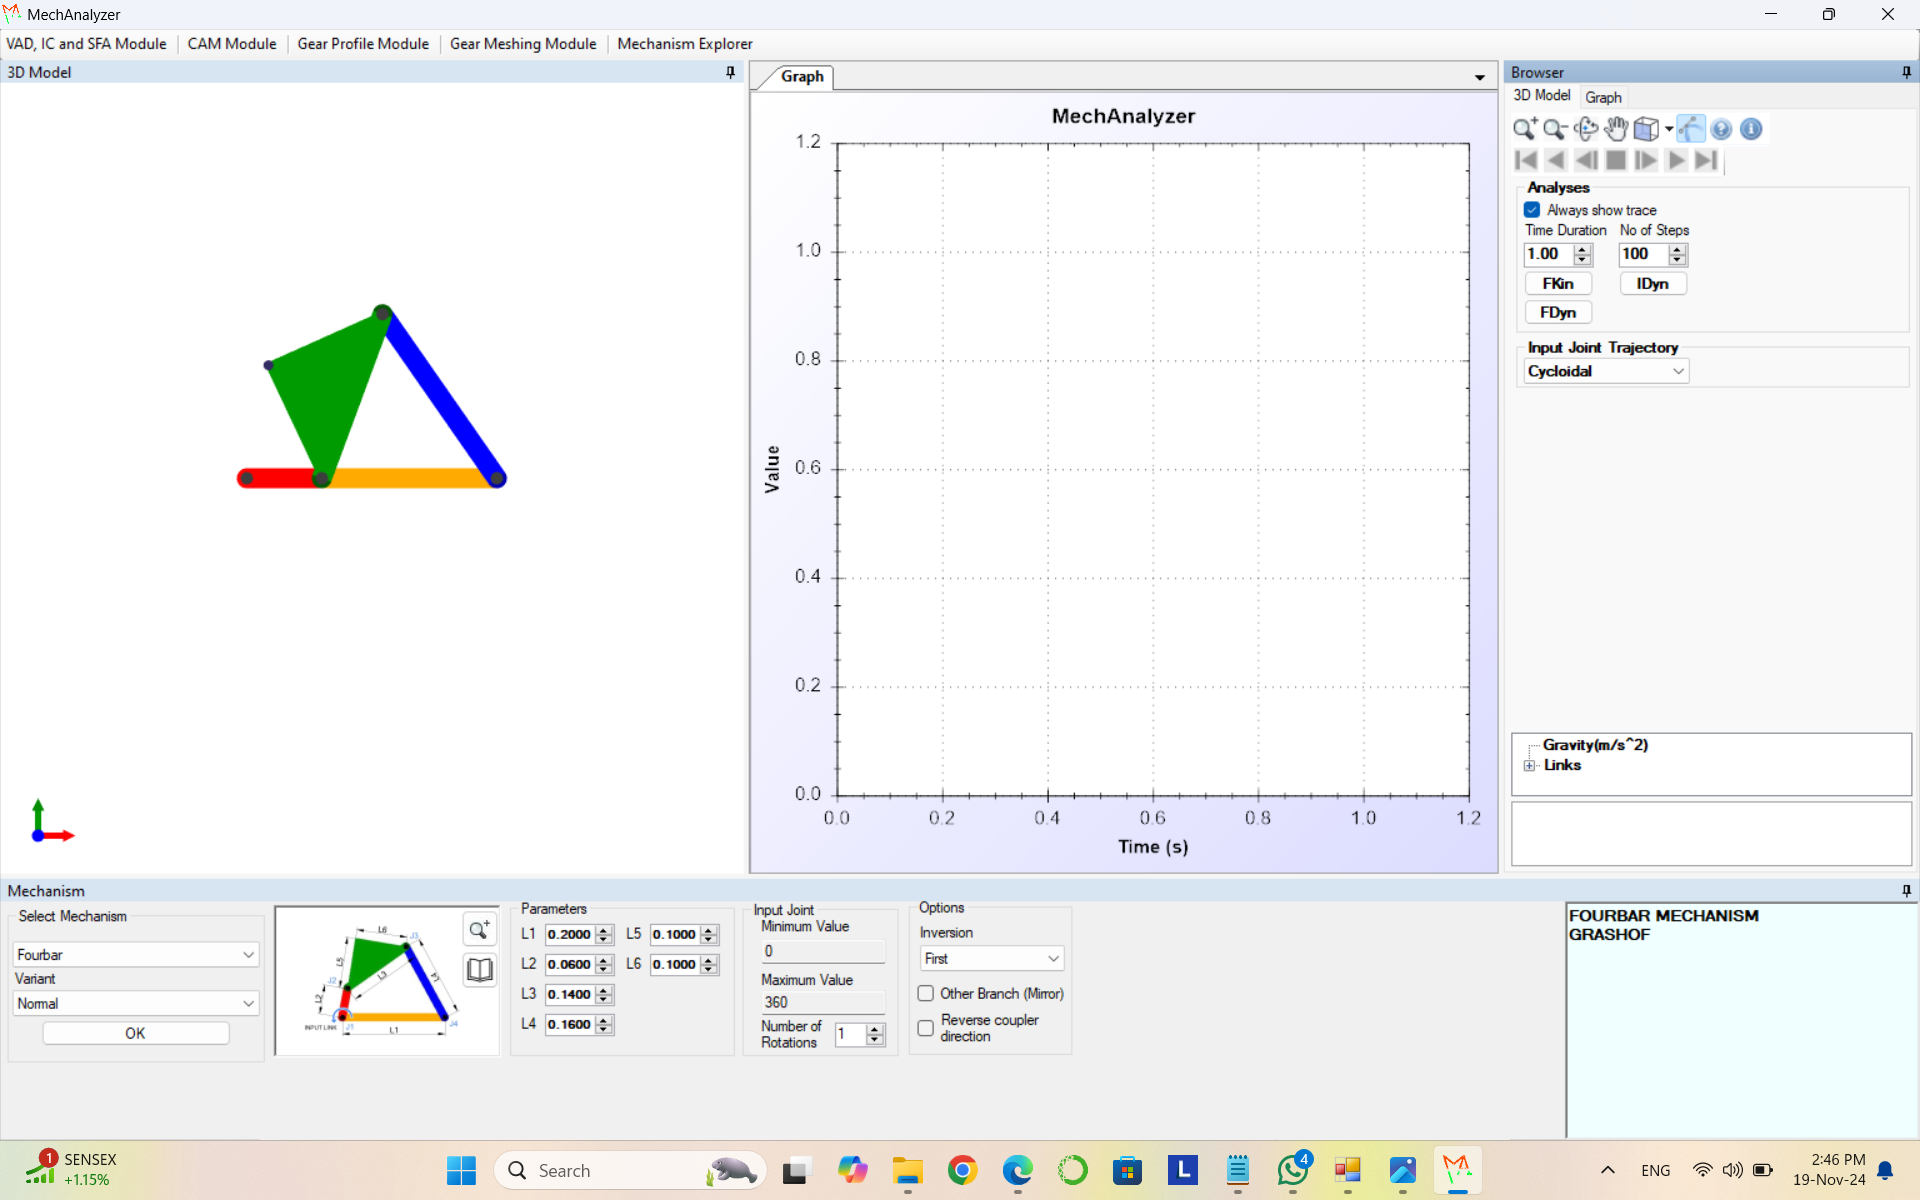 MechAnalyzer
VAD, IC and SFA Module
CAM Module
Gear Profile Module
Gear Meshing Module
Mechanism Explorer
3D Model
Graph
MechAnalyzer
1.2
1.0
0.8
0.6
0.4
0.2
0.0
Value
0.0 0.2 0.4 0.6 0.8 1.0 1.2
Time (s)
Browser
3D Model Graph
Analyses
Always show trace
Time Duration No of Steps
1.00 100
FKin IDyn
FDyn
Input Joint Trajectory
Cycloidal
Gravity(m/s^2)
Links
Mechanism
Select Mechanism
Fourbar
Variant
Normal
OK
L6
J3
L5
L3
J2
L2
INPUT LINK
J1
L1
J4
Parameters
L1 0.2000 L5 0.1000
L2 0.0600 L6 0.1000
L3 0.1400
L4 0.1600
Input Joint
Minimum Value
0
Maximum Value
360
Number of
Rotations
1
Options
Inversion
First
Other Branch (Mirror)
Reverse coupler
direction
FOURBAR MECHANISM
GRASHOF
1
SENSEX
+1.15%
Search
L
4
ENG
2:46 PM
19-Nov-24